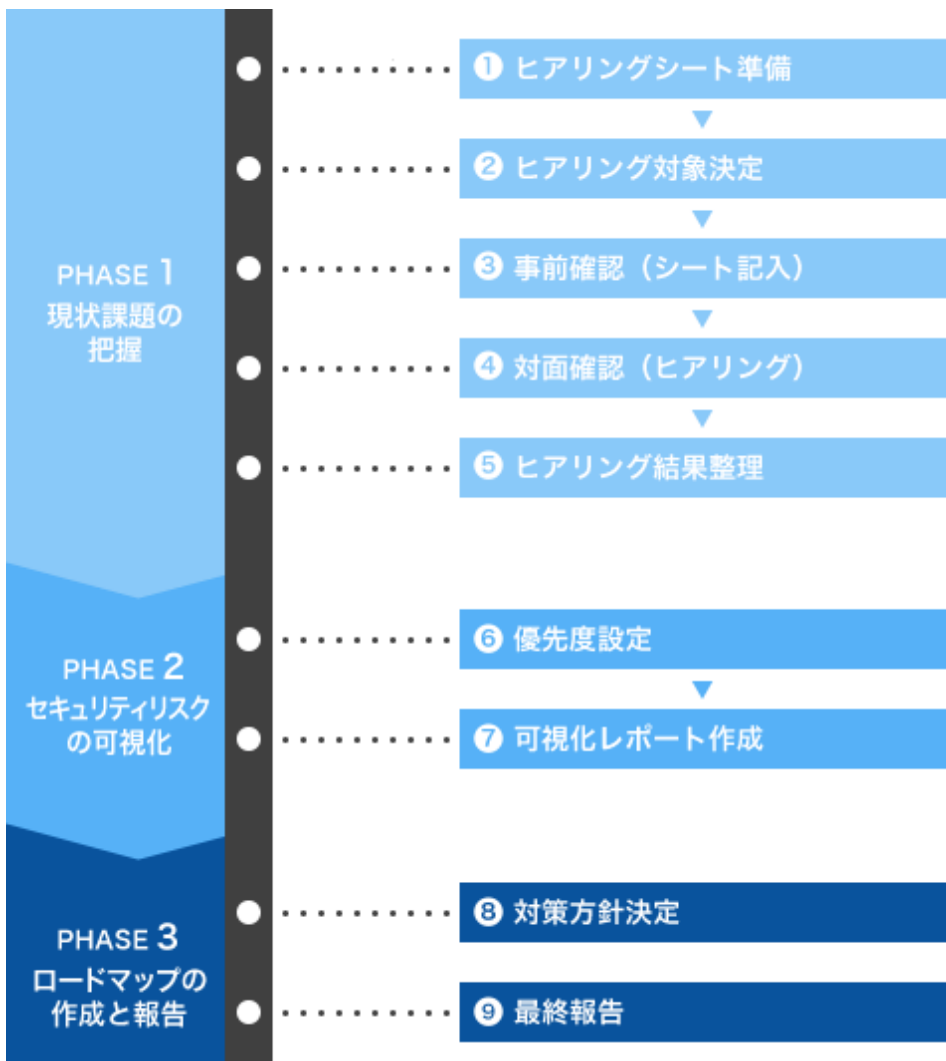 PHASE 1
現状課題の
把握
❶ ヒアリングシート準備
❷ ヒアリング対象決定
❸ 事前確認（シート記入）
❹ 対面確認（ヒアリング）
❺ ヒアリング結果整理
PHASE 2
セキュリティリスク
の可視化
❻ 優先度設定
❼ 可視化レポート作成
PHASE 3
ロードマップの
作成と報告
❽ 対策方針決定
❾ 最終報告